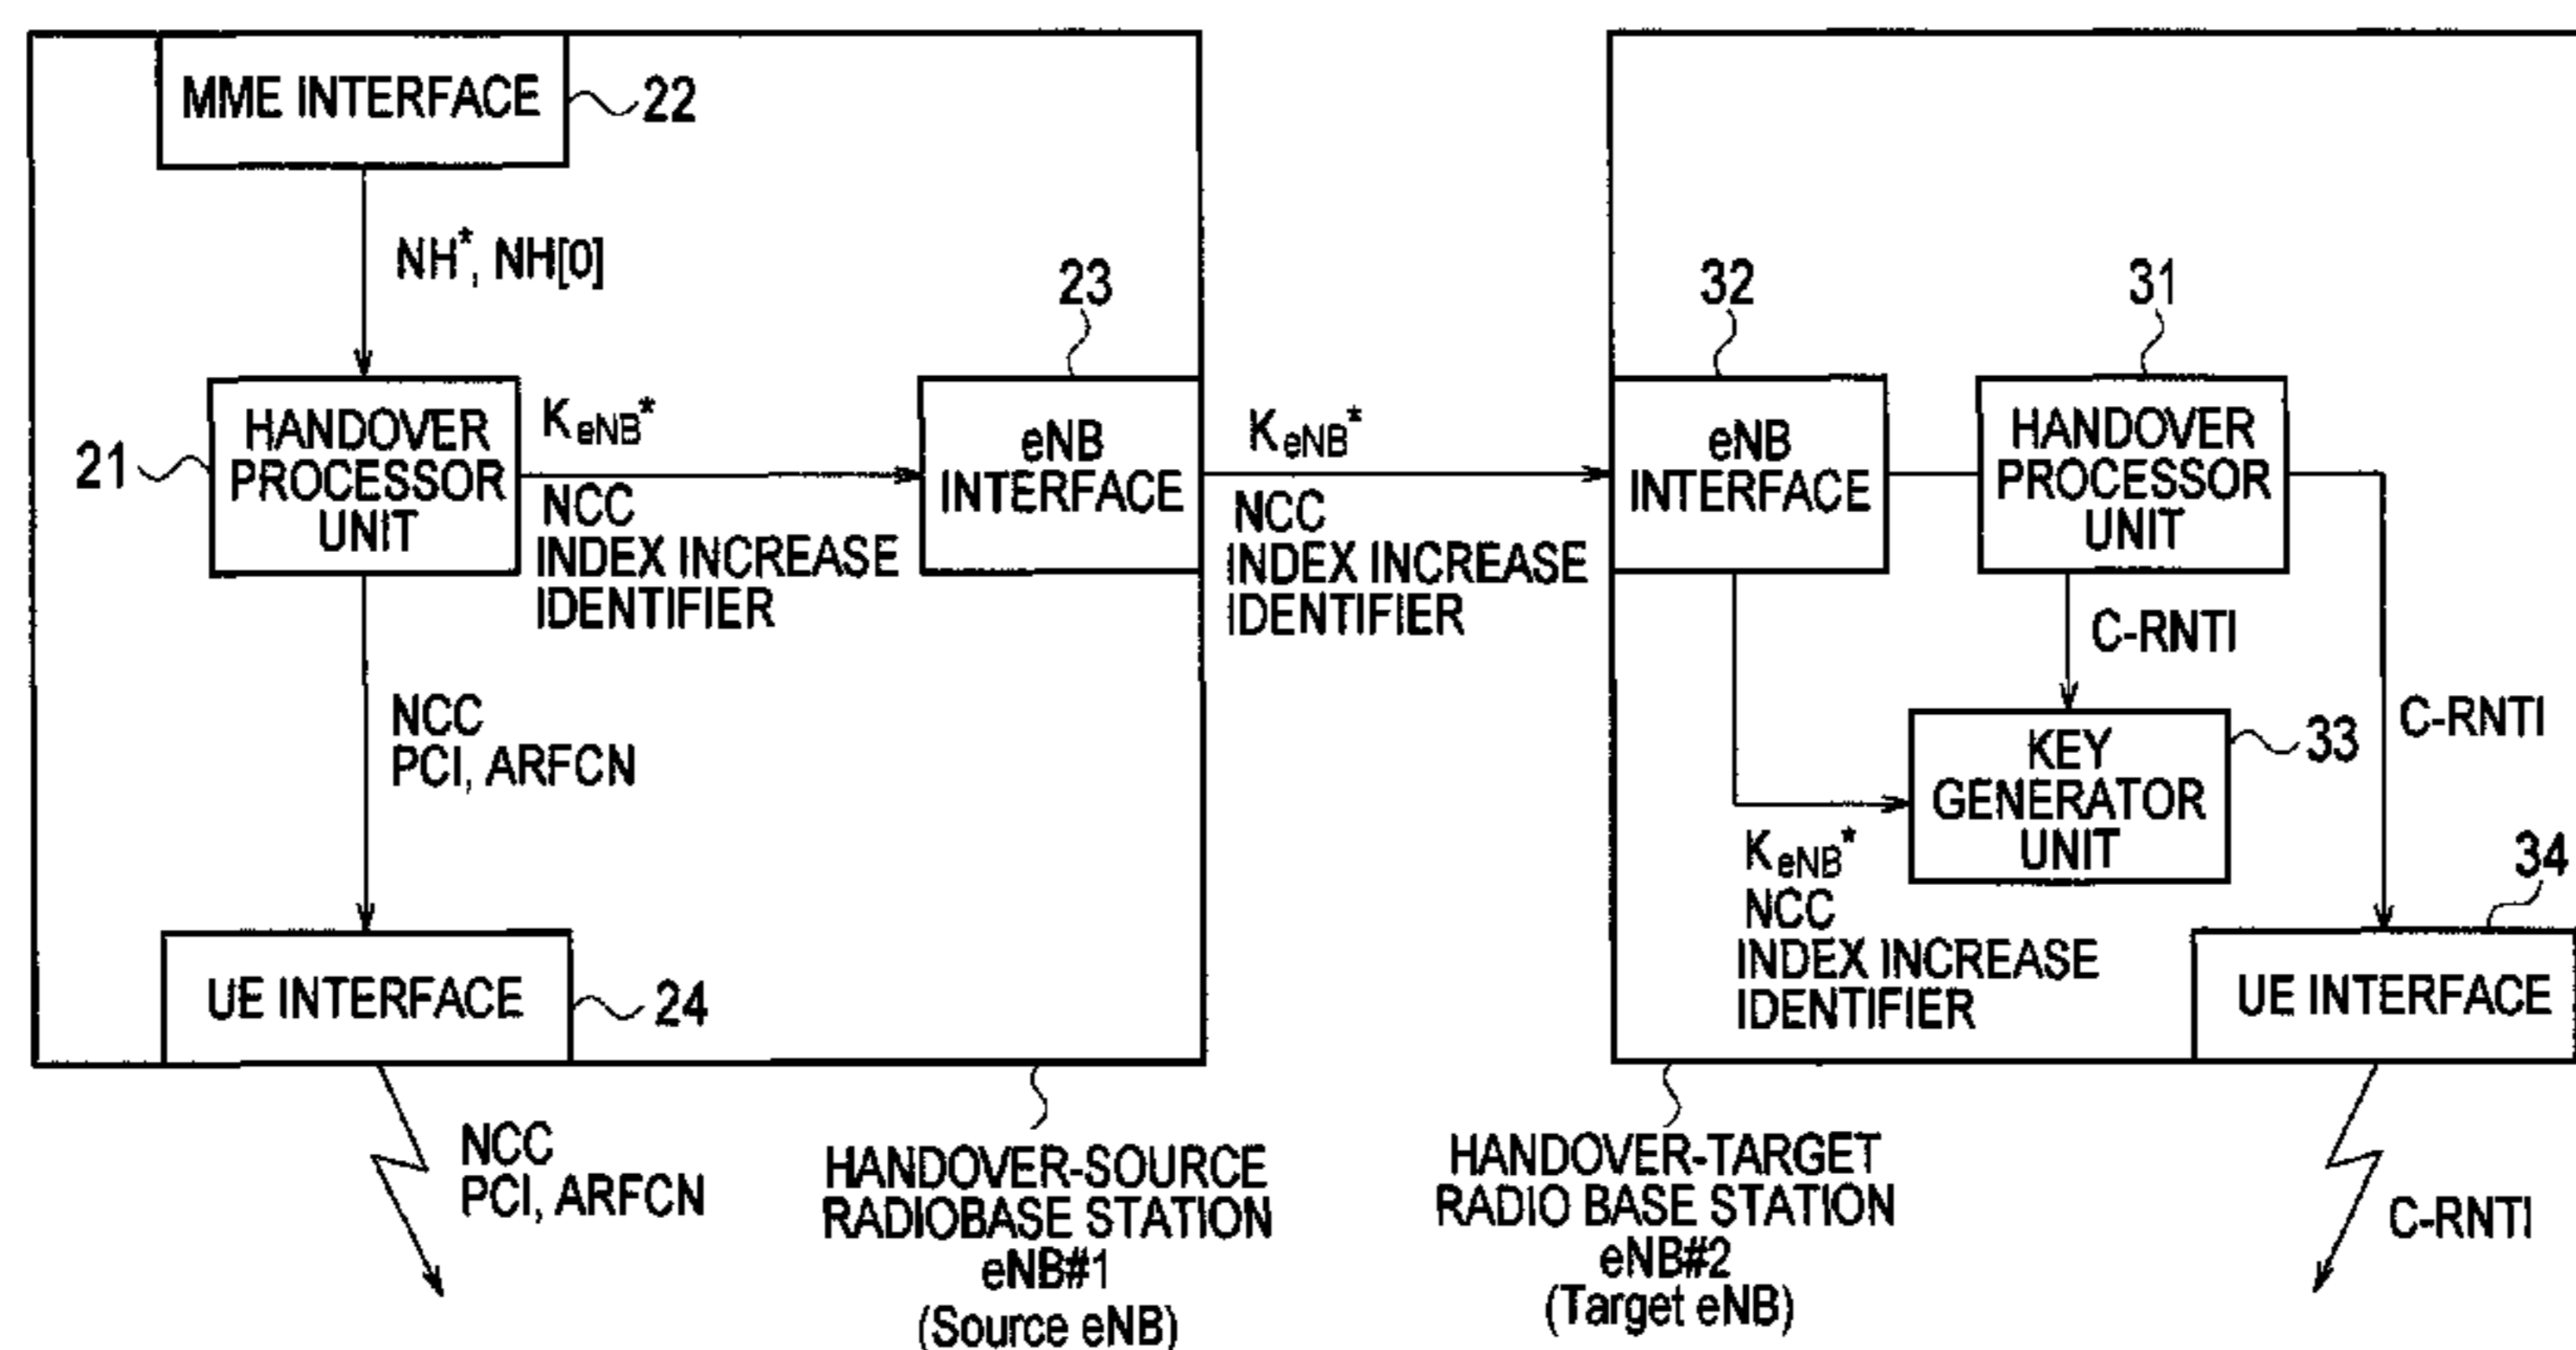 MME INTERFACE
22
NH*, NH[0]
23
21
HANDOVER
PROCESSOR
UNIT
KeNB*
NCC
INDEX INCREASE
IDENTIFIER
eNB
INTERFACE
KeNB*
NCC
INDEX INCREASE
IDENTIFIER
NCC
PCI, ARFCN
UE INTERFACE
24
NCC
PCI, ARFCN
HANDOVER-SOURCE
RADIOBASE STATION
eNB#1
(Source eNB)
32
31
eNB
INTERFACE
HANDOVER
PROCESSOR
UNIT
C-RNTI
C-RNTI
KEY
GENERATOR
UNIT
33
KeNB*
NCC
INDEX INCREASE
IDENTIFIER
34
UE INTERFACE
C-RNTI
HANDOVER-TARGET
RADIO BASE STATION
eNB#2
(Target eNB)